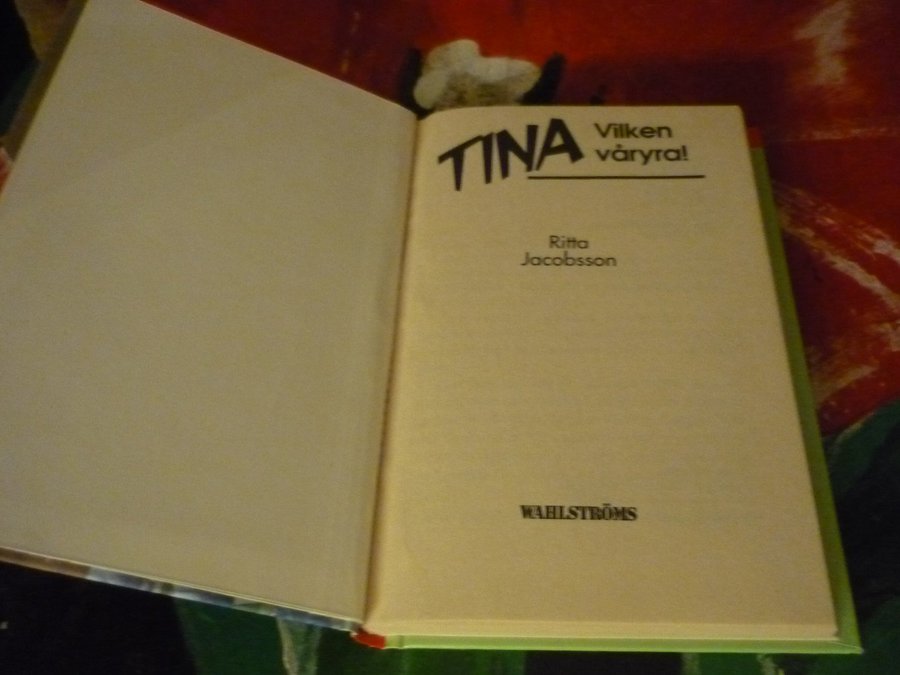 TINA Vilken
våryra!
Ritta
Jacobsson
WAHLSTRÖMS